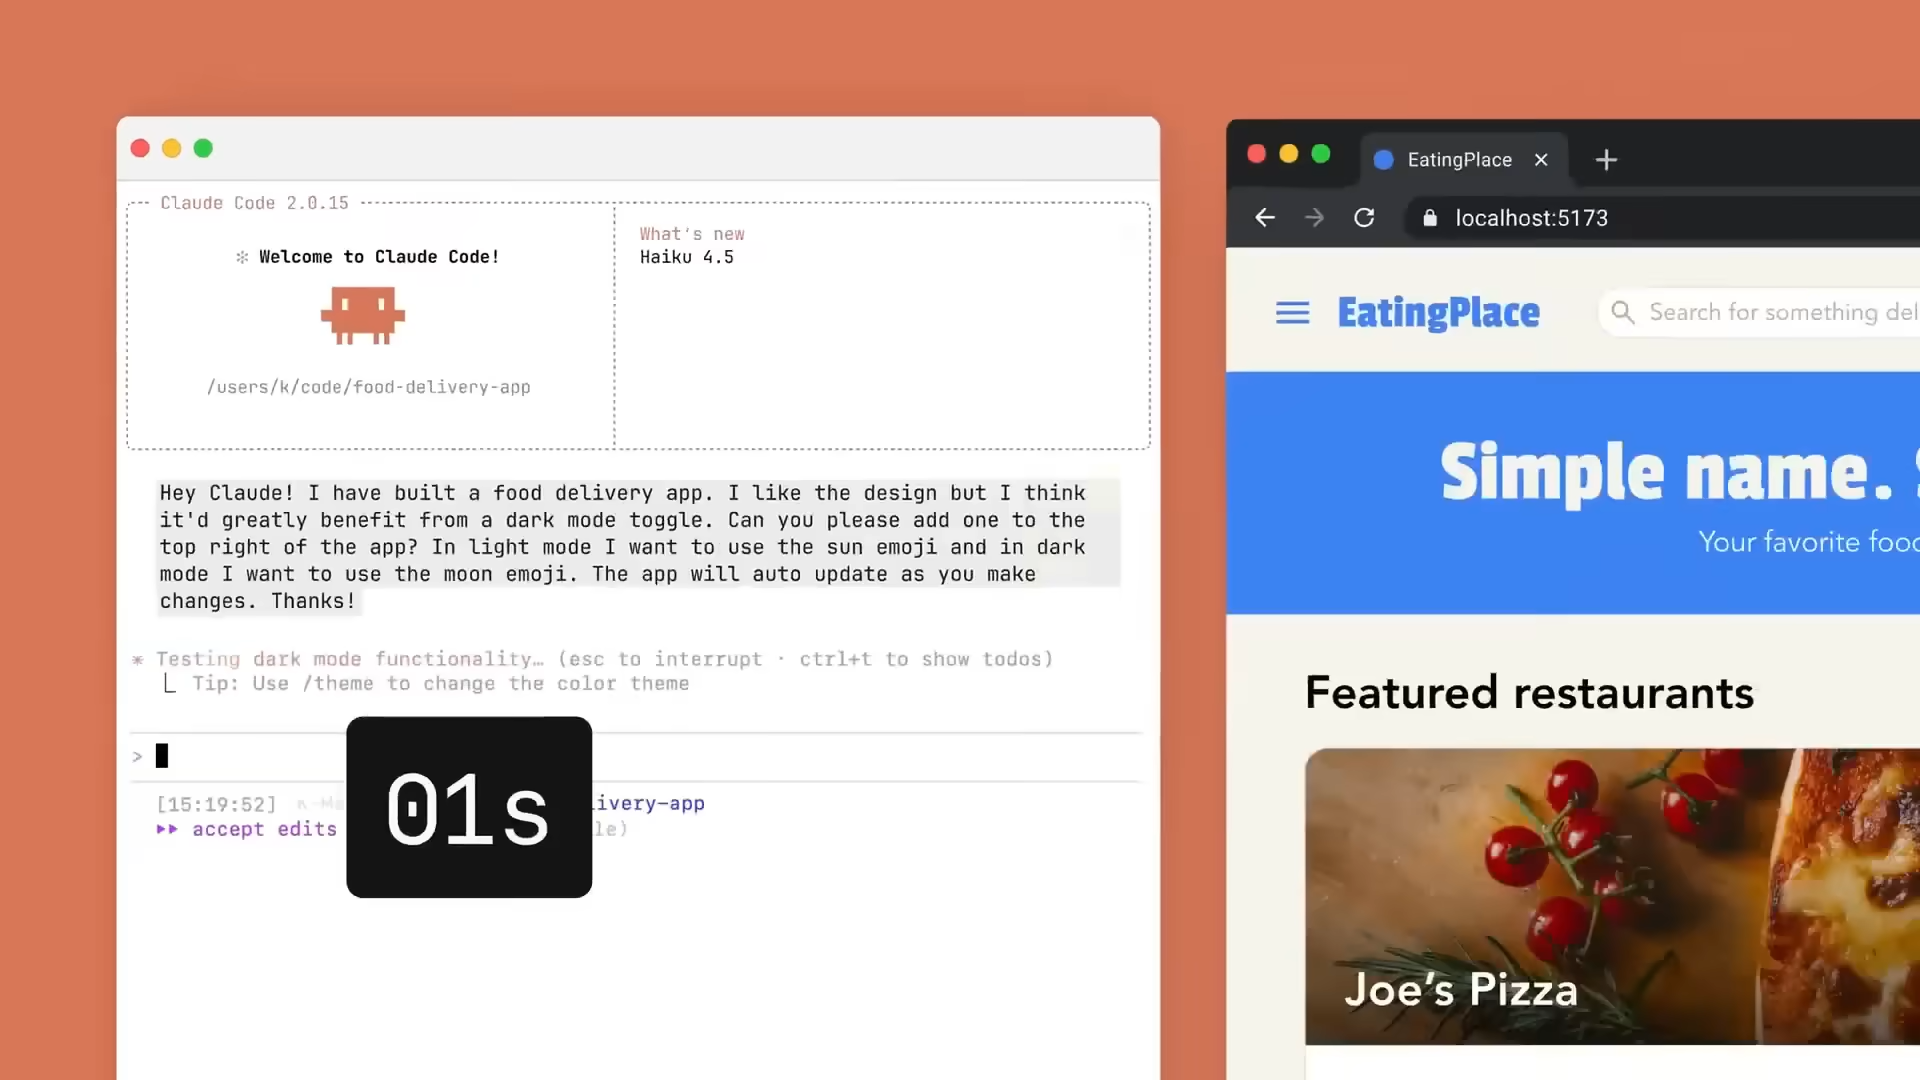 Claude Code 2.0.15
✻ Welcome to Claude Code!
/users/k/code/food-delivery-app
What's new
Haiku 4.5
Hey Claude! I have built a food delivery app. I like the design but I think
it'd greatly benefit from a dark mode toggle. Can you please add one to the
top right of the app? In light mode I want to use the sun emoji and in dark
mode I want to use the moon emoji. The app will auto update as you make
changes. Thanks!
* Testing dark mode functionality… (esc to interrupt · ctrl+t to show todos)
Tip: Use /theme to change the color theme
>
[15:19:52] livery-app
accept edits le)
01s
EatingPlace
localhost:5173
EatingPlace
Search for something del
Simple name.
Your favorite food
Featured restaurants
Joe's Pizza